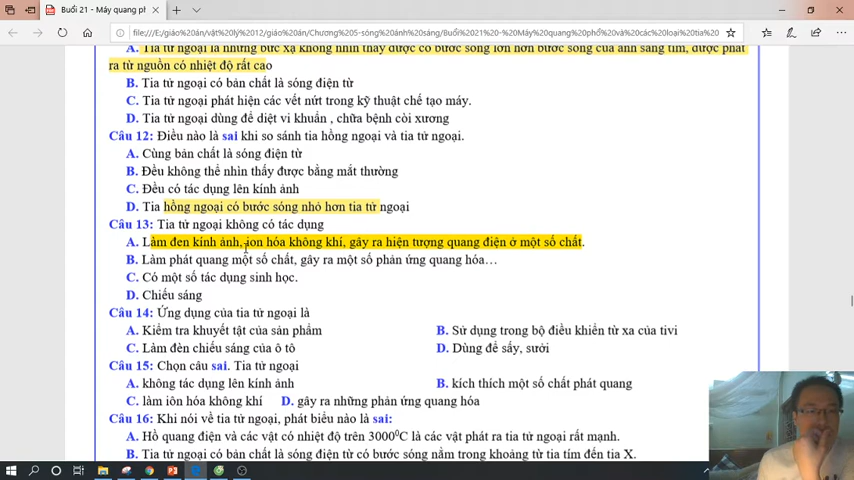 Buổi 21 - Máy quang ph
file:///E:/giáo%20án/vật%20lý%2012/giáo%20án/Chương%205-sóng%20ánh%20sáng/Buổi%2021%20-%20Máy%20quang%20phổ%20và%20các%20loại%20tia%20
A. Tia tử ngoại là những bức xạ không nhìn thấy được có bước sóng lớn hơn bước sóng của ánh sáng tím, được phát
ra từ nguồn có nhiệt độ rất cao
B. Tia tử ngoại có bản chất là sóng điện từ
C. Tia tử ngoại phát hiện các vết nứt trong kỹ thuật chế tạo máy.
D. Tia tử ngoại dùng để diệt vi khuẩn , chữa bệnh còi xương
Câu 12: Điều nào là sai khi so sánh tia hồng ngoại và tia tử ngoại.
A. Cùng bản chất là sóng điện từ
B. Đều không thể nhìn thấy được bằng mắt thường
C. Đều có tác dụng lên kính ảnh
D. Tia hồng ngoại có bước sóng nhỏ hơn tia tử ngoại
Câu 13: Tia tử ngoại không có tác dụng
A. Làm đen kính ảnh, ion hóa không khí, gây ra hiện tượng quang điện ở một số chất.
B. Làm phát quang một số chất, gây ra một số phản ứng quang hóa…
C. Có một số tác dụng sinh học.
D. Chiếu sáng
Câu 14: Ứng dụng của tia tử ngoại là
A. Kiểm tra khuyết tật của sản phẩm B. Sử dụng trong bộ điều khiển từ xa của tivi
C. Làm đèn chiếu sáng của ô tô D. Dùng để sấy, sưởi
Câu 15: Chọn câu sai. Tia tử ngoại
A. không tác dụng lên kính ảnh B. kích thích một số chất phát quang
C. làm iôn hóa không khí D. gây ra những phản ứng quang hóa
Câu 16: Khi nói về tia tử ngoại, phát biểu nào là sai:
A. Hồ quang điện và các vật có nhiệt độ trên 3000⁰C là các vật phát ra tia tử ngoại rất mạnh.
B. Tia tử ngoại có bản chất là sóng điện từ có bước sóng nằm trong khoảng từ tia tím đến tia X.